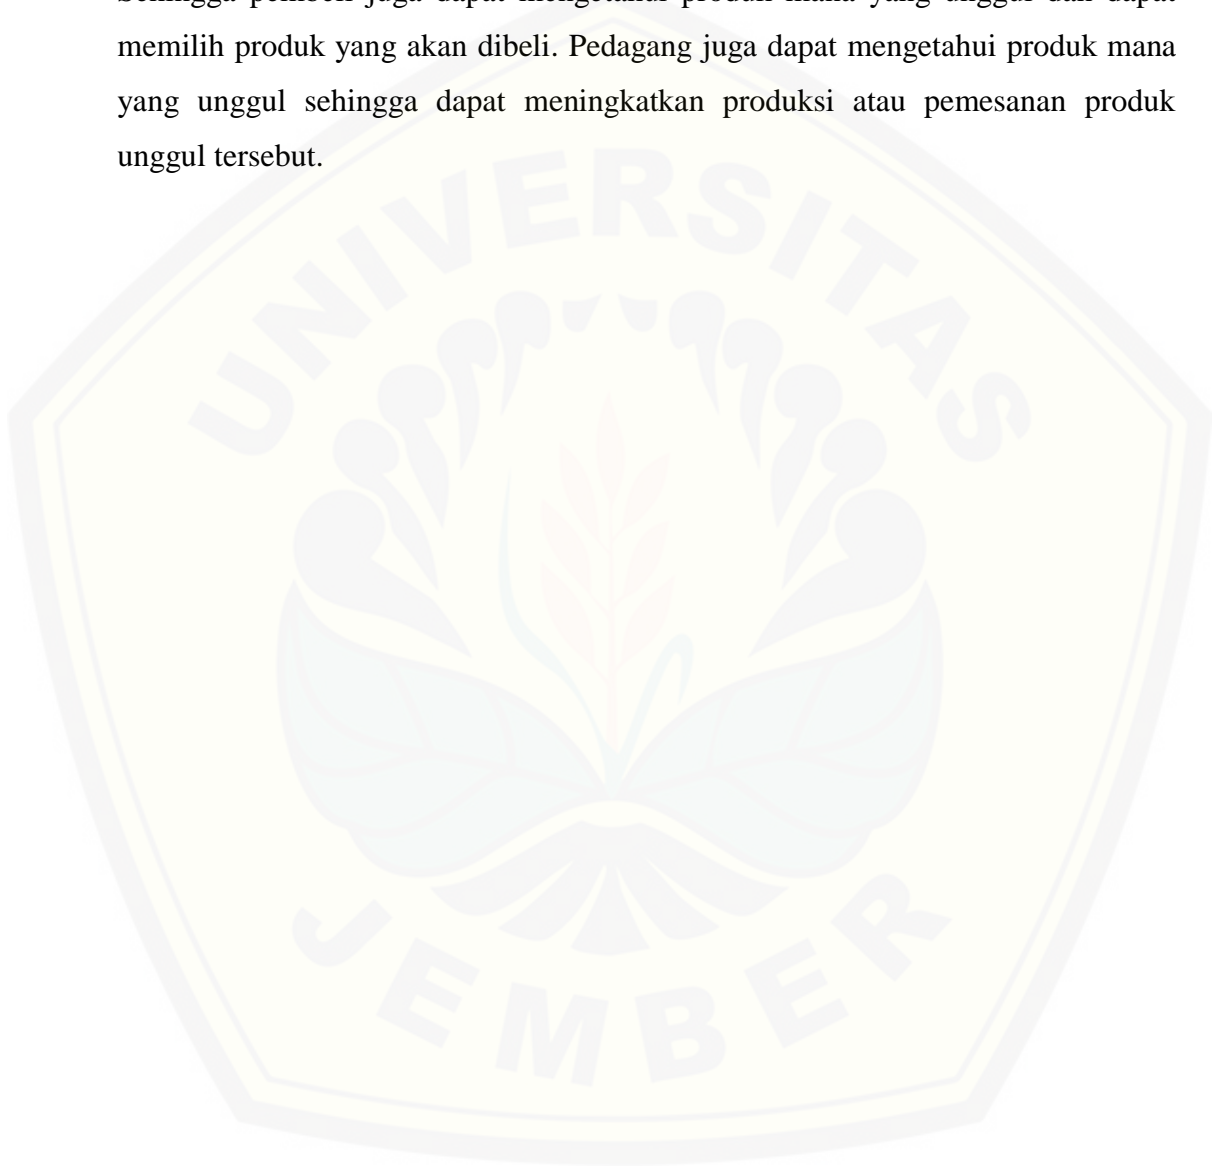 Sehingga pembeli juga dapat mengetahui produk mana yang unggul dan dapat
memilih produk yang akan dibeli. Pedagang juga dapat mengetahui produk mana
yang unggul sehingga dapat meningkatkan produksi atau pemesanan produk
unggul tersebut.
UNIVERSITAS
JEMBER